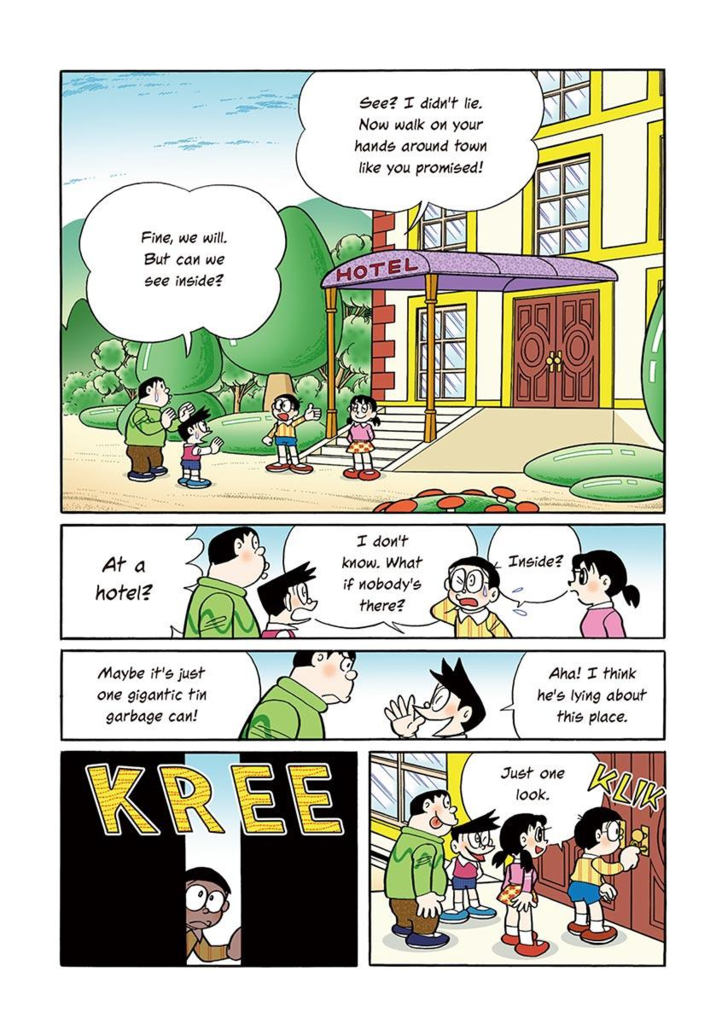 See? I didn't lie.
Now walk on your
hands around town
like you promised!
Fine, we will.
But can we
see inside?
HOTEL
Inside?
I don't
know. What
if nobody's
there?
At a
hotel?
Aha! I think
he's lying about
this place.
Maybe it's just
one gigantic tin
garbage can!
Just one
look.
KLIK
KREE